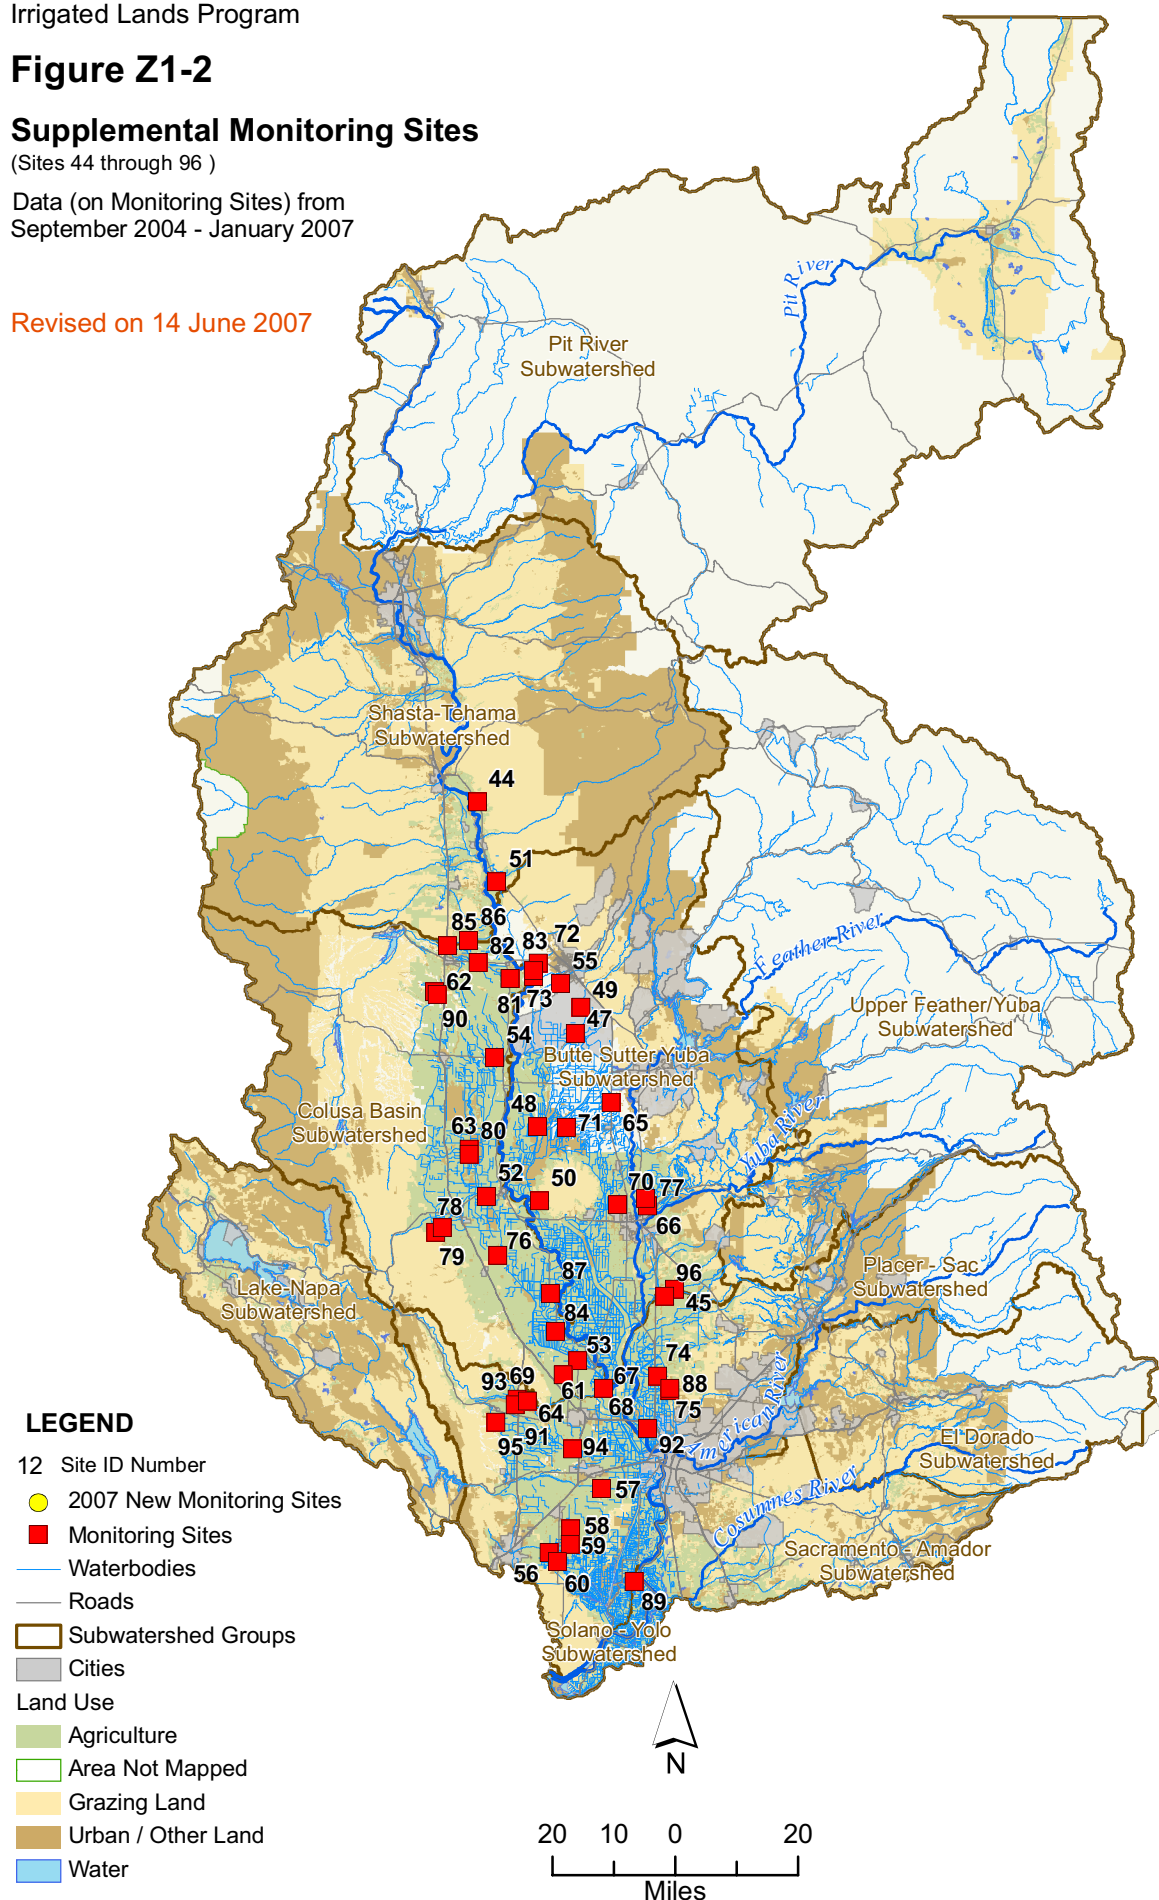 Irrigated Lands Program
Figure Z1-2
Supplemental Monitoring Sites
(Sites 44 through 96 )
Data (on Monitoring Sites) from
September 2004 - January 2007
Revised on 14 June 2007
Pit River
Pit River
Subwatershed
Shasta-Tehama
Subwatershed
44
51
85
86
82
83
72
55
62
81
73
49
90
54
47
Feather River
Upper Feather/Yuba
Subwatershed
Butte Sutter Yuba
Subwatershed
Colusa Basin
Subwatershed
48
71
65
63
80
Yuba River
52
50
70
77
66
78
79
76
87
96
45
84
Placer - Sac
Subwatershed
Lake-Napa
Subwatershed
53
74
93
69
61
67
88
64
68
75
American River
95
91
94
92
El Dorado
Subwatershed
57
Cosumnes River
58
59
56
60
89
Sacramento - Amador
Subwatershed
Solano - Yolo
Subwatershed
LEGEND
12 Site ID Number
2007 New Monitoring Sites
Monitoring Sites
Waterbodies
Roads
Subwatershed Groups
Cities
Land Use
Agriculture
Area Not Mapped
Grazing Land
Urban / Other Land
Water
N
20 10 0 20
Miles